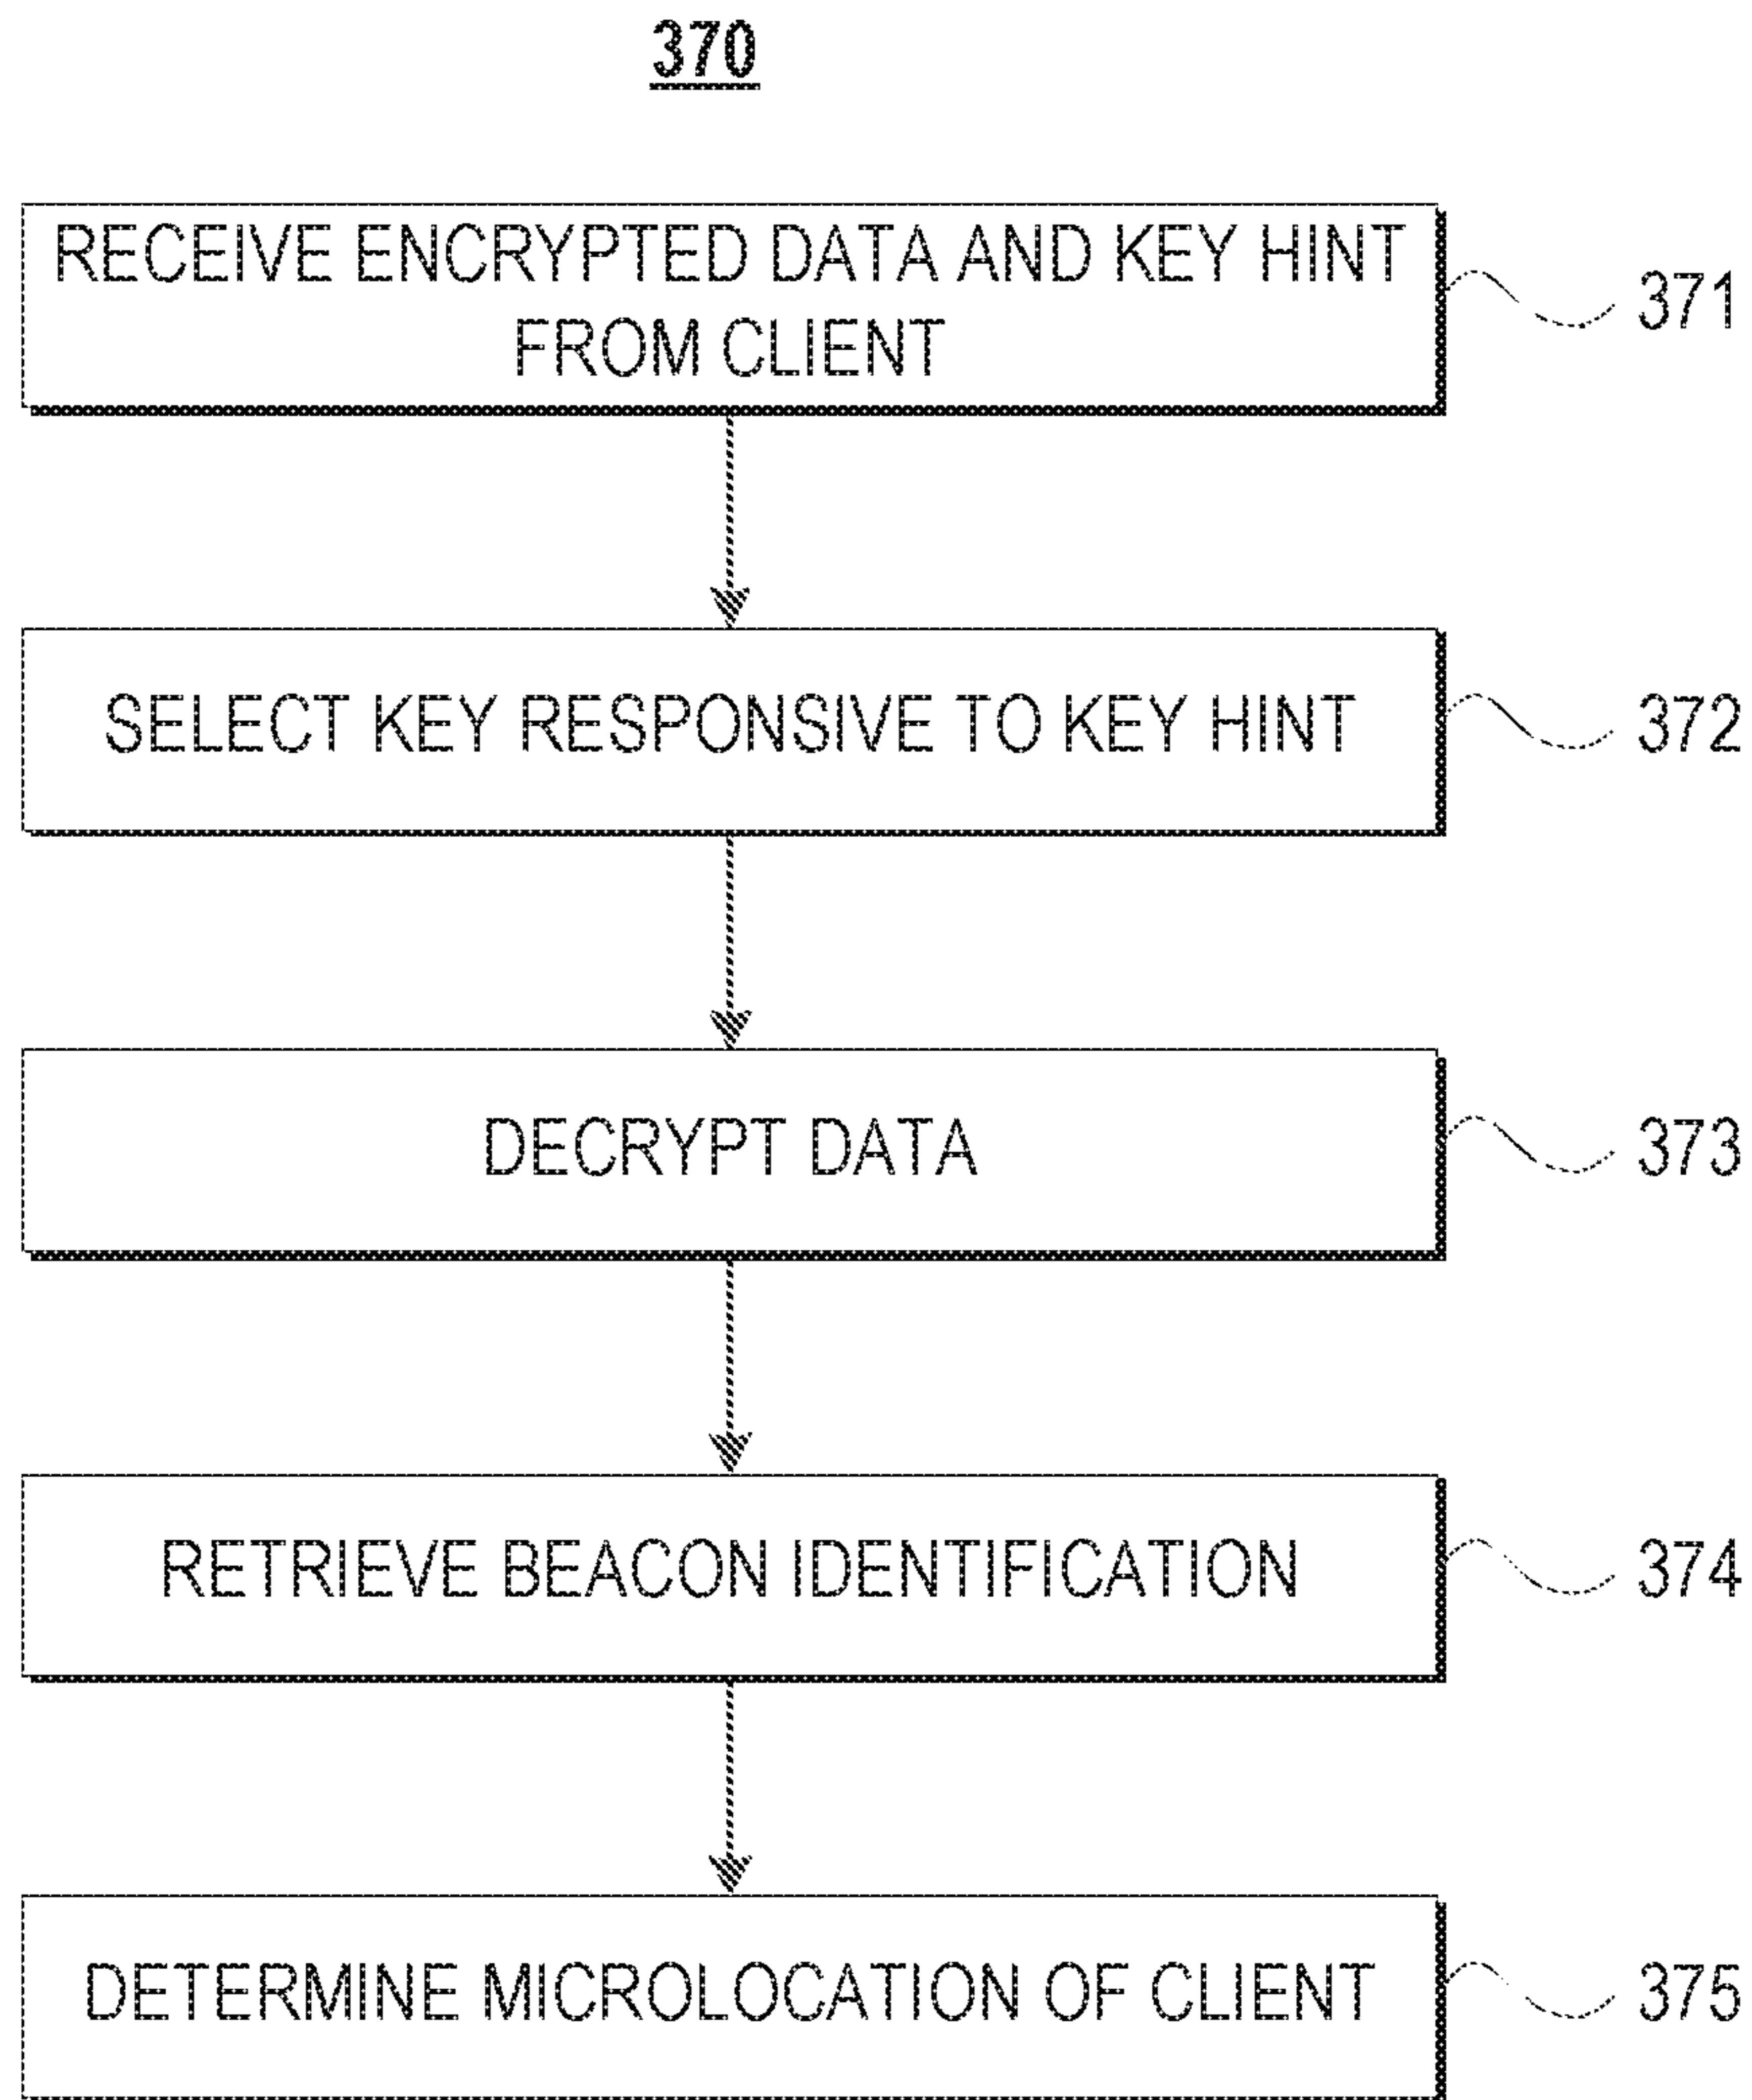 370
RECEIVE ENCRYPTED DATA AND KEY HINT
FROM CLIENT
371
SELECT KEY RESPONSIVE TO KEY HINT
372
DECRYPT DATA
373
RETRIEVE BEACON IDENTIFICATION
374
DETERMINE MICROLOCATION OF CLIENT
375